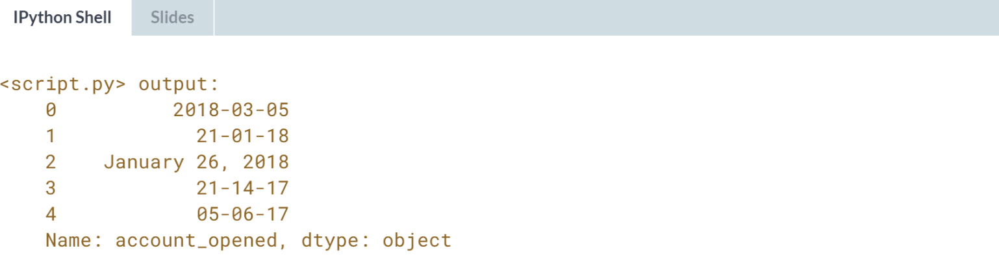 IPython Shell Slides
<script.py> output:
0 2018-03-05
1 21-01-18
2 January 26, 2018
3 21-14-17
4 05-06-17
Name: account_opened, dtype: object